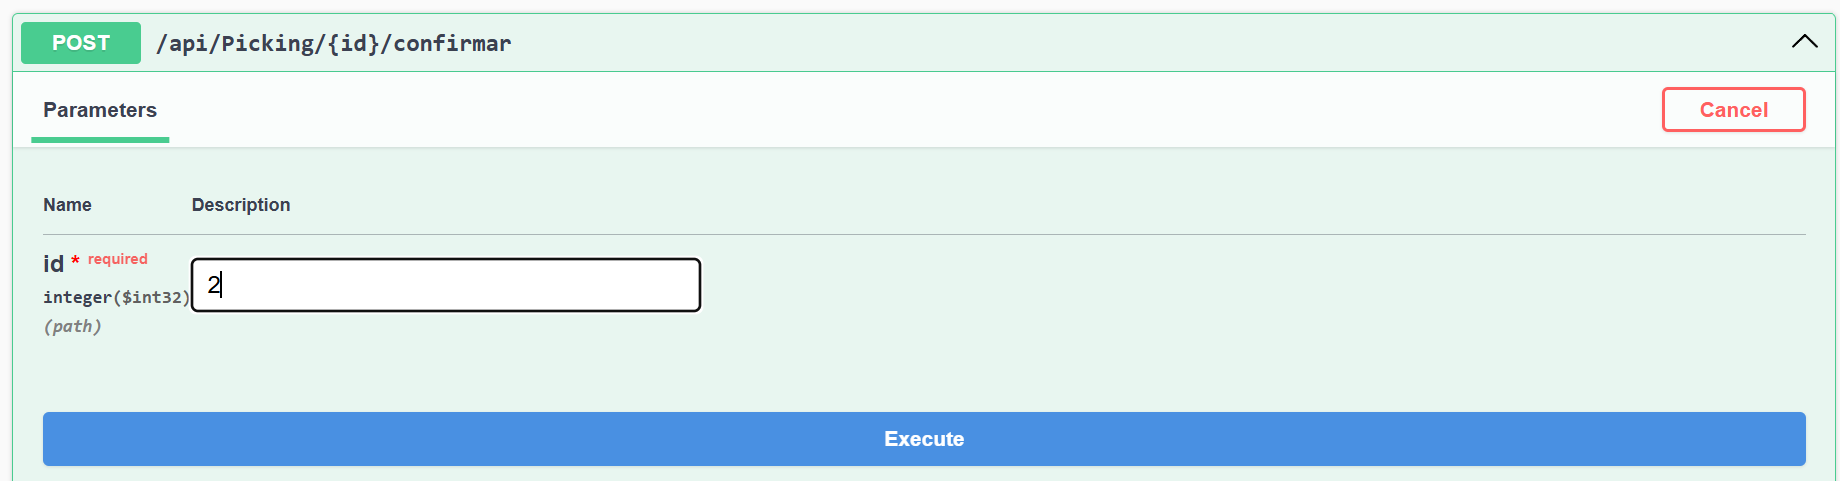 POST /api/Picking/{id}/confirmar
Parameters Cancel
Name Description
id * required
integer($int32)
(path)
2
Execute